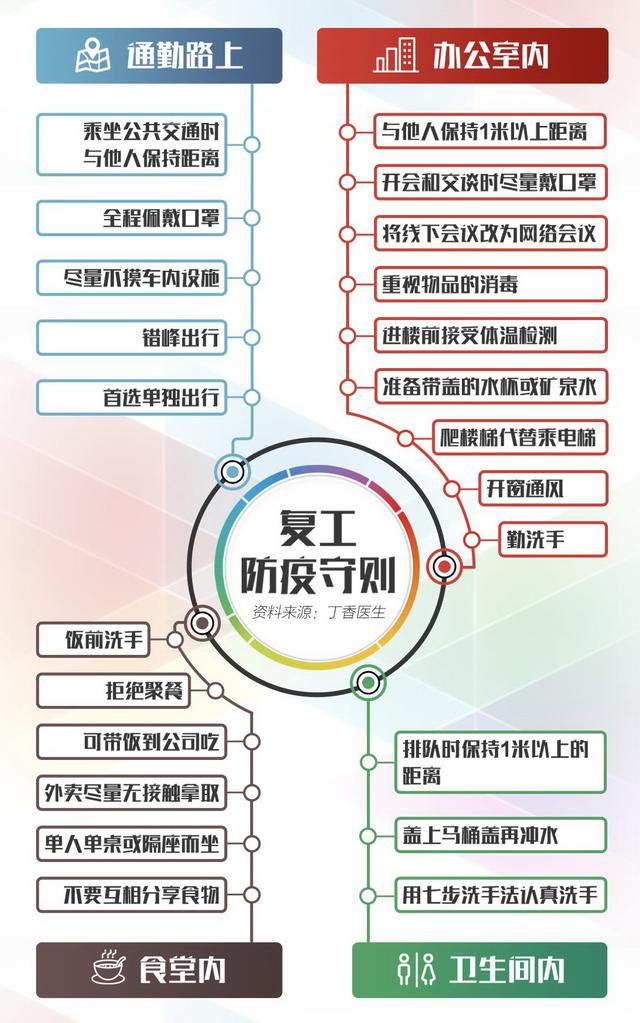 通勤路上
乘坐公共交通时
与他人保持距离
全程佩戴口罩
尽量不摸车内设施
错峰出行
首选单独出行
办公室内
与他人保持1米以上距离
开会和交谈时尽量戴口罩
将线下会议改为网络会议
重视物品的消毒
进楼前接受体温检测
准备带盖的水杯或矿泉水
爬楼梯代替乘电梯
开窗通风
勤洗手
复工
防疫守则
资料来源：丁香医生
饭前洗手
拒绝聚餐
可带饭到公司吃
外卖尽量无接触拿取
单人单桌或隔座而坐
不要互相分享食物
食堂内
排队时保持1米以上的
距离
盖上马桶盖再冲水
用七步洗手法认真洗手
卫生间内